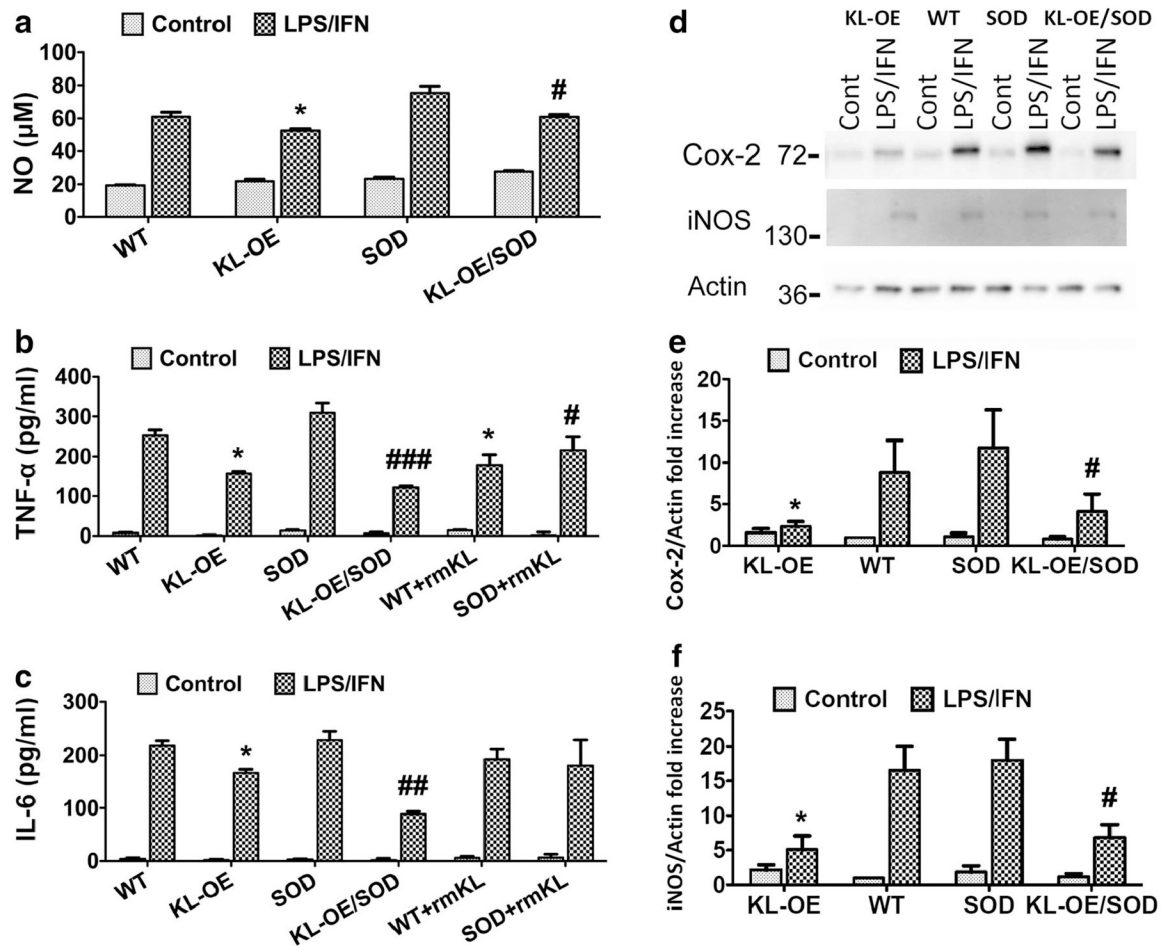 a
Control LPS/IFN
NO (µM)
100
80
60
40
20
0
* #
WT KL-OE SOD KL-OE/SOD
b
Control LPS/IFN
TNF-α (pg/ml)
400
300
200
100
0
* ### * #
WT KL-OE SOD KL-OE/SOD WT+rmKL SOD+rmKL
c
Control LPS/IFN
IL-6 (pg/ml)
300
200
100
0
* ##
WT KL-OE SOD KL-OE/SOD WT+rmKL SOD+rmKL
d
KL-OE WT SOD KL-OE/SOD
Cont LPS/IFN Cont LPS/IFN Cont LPS/IFN Cont LPS/IFN
Cox-2 72
iNOS
130
Actin 36
e
Control LPS/IFN
Cox-2/Actin fold increase
20
15
10
5
0
* #
KL-OE WT SOD KL-OE/SOD
f
Control LPS/IFN
iNOS/Actin fold increase
25
20
15
10
5
0
* #
KL-OE WT SOD KL-OE/SOD